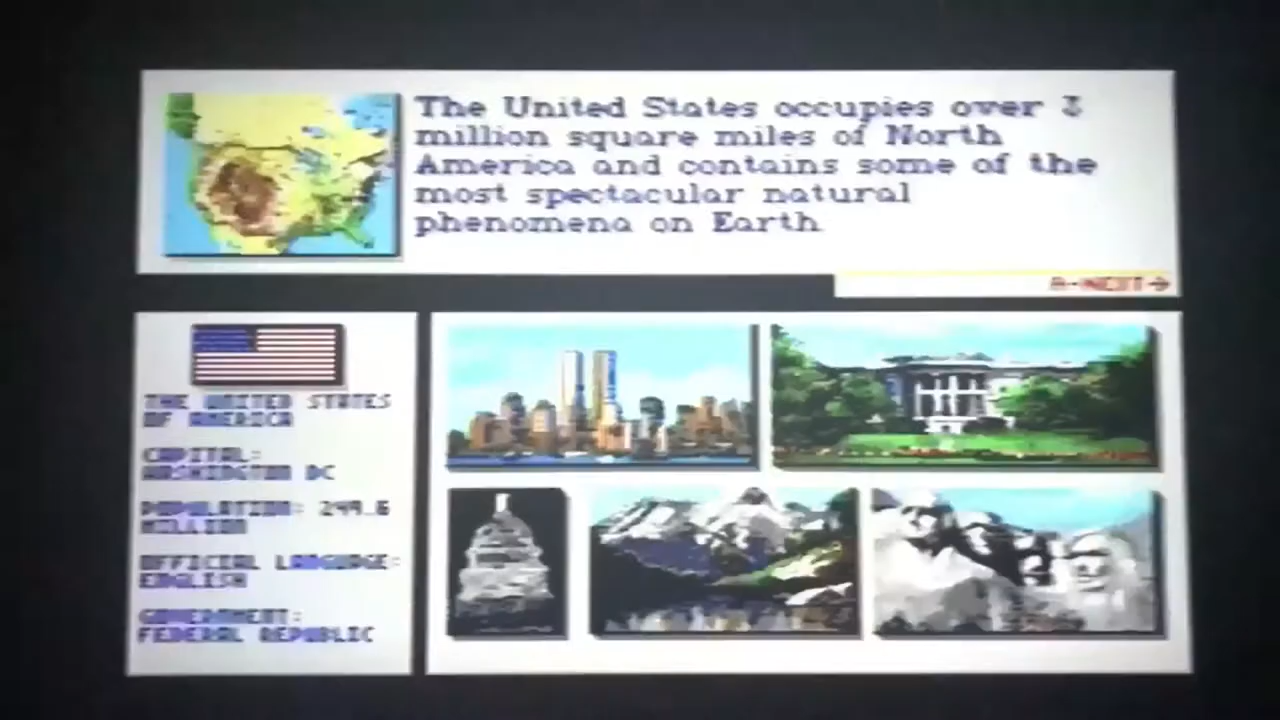 The United States occupies over 3
million square miles of North
America and contains some of the
most spectacular natural
phenomena on Earth
A-NEXT→
THE UNITED STATES
OF AMERICA
CAPITAL:
WASHINGTON DC
POPULATION: 249.6
MILLION
OFFICIAL LANGUAGE:
ENGLISH
GOVERNMENT:
FEDERAL REPUBLIC